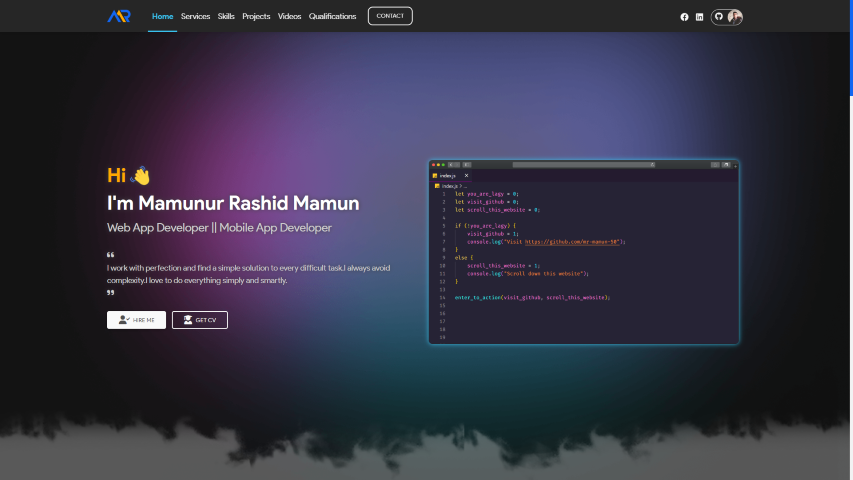 MR
Home Services Skills Projects Videos Qualifications CONTACT
Hi
I'm Mamunur Rashid Mamun
Web App Developer || Mobile App Developer
❝
I work with perfection and find a simple solution to every difficult task.I always avoid
complexity.I love to do everything simply and smartly.
❞
HIRE ME GET CV
index.js ×
index.js > ...
1 let you_are_lagy = 0;
2 let visit_github = 0;
3 let scroll_this_website = 0;
4
5 if (!you_are_lagy) {
6 visit_github = 1;
7 console.log("Visit https://github.com/mr-mamun-50");
8 }
9 else {
10 scroll_this_website = 1;
11 console.log("Scroll down this website");
12 }
13
14 enter_to_action(visit_github, scroll_this_website);
15
16
17
18
19